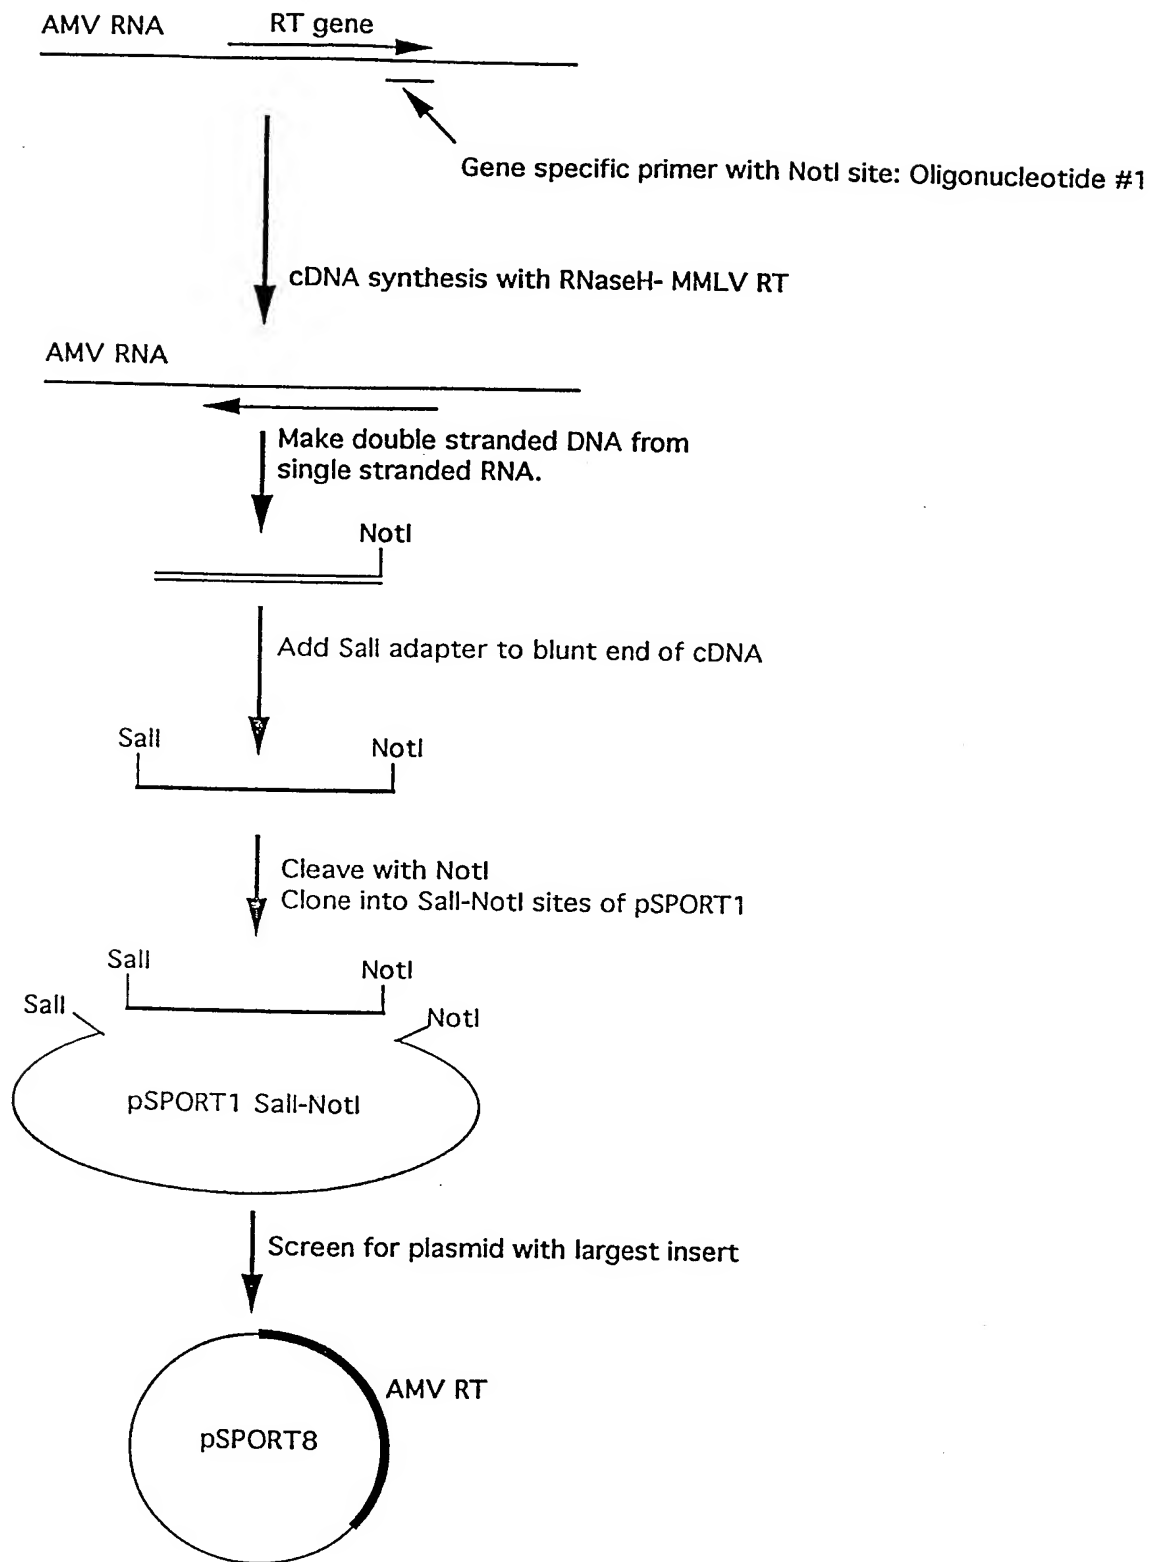 AMV RNA
RT gene
Gene specific primer with NotI site: Oligonucleotide #1
cDNA synthesis with RNaseH- MMLV RT
AMV RNA
Make double stranded DNA from
single stranded RNA.
NotI
Add SalI adapter to blunt end of cDNA
SalI
NotI
Cleave with NotI
Clone into SalI-NotI sites of pSPORT1
SalI
NotI
SalI
NotI
pSPORT1 SalI-NotI
Screen for plasmid with largest insert
AMV RT
pSPORT8